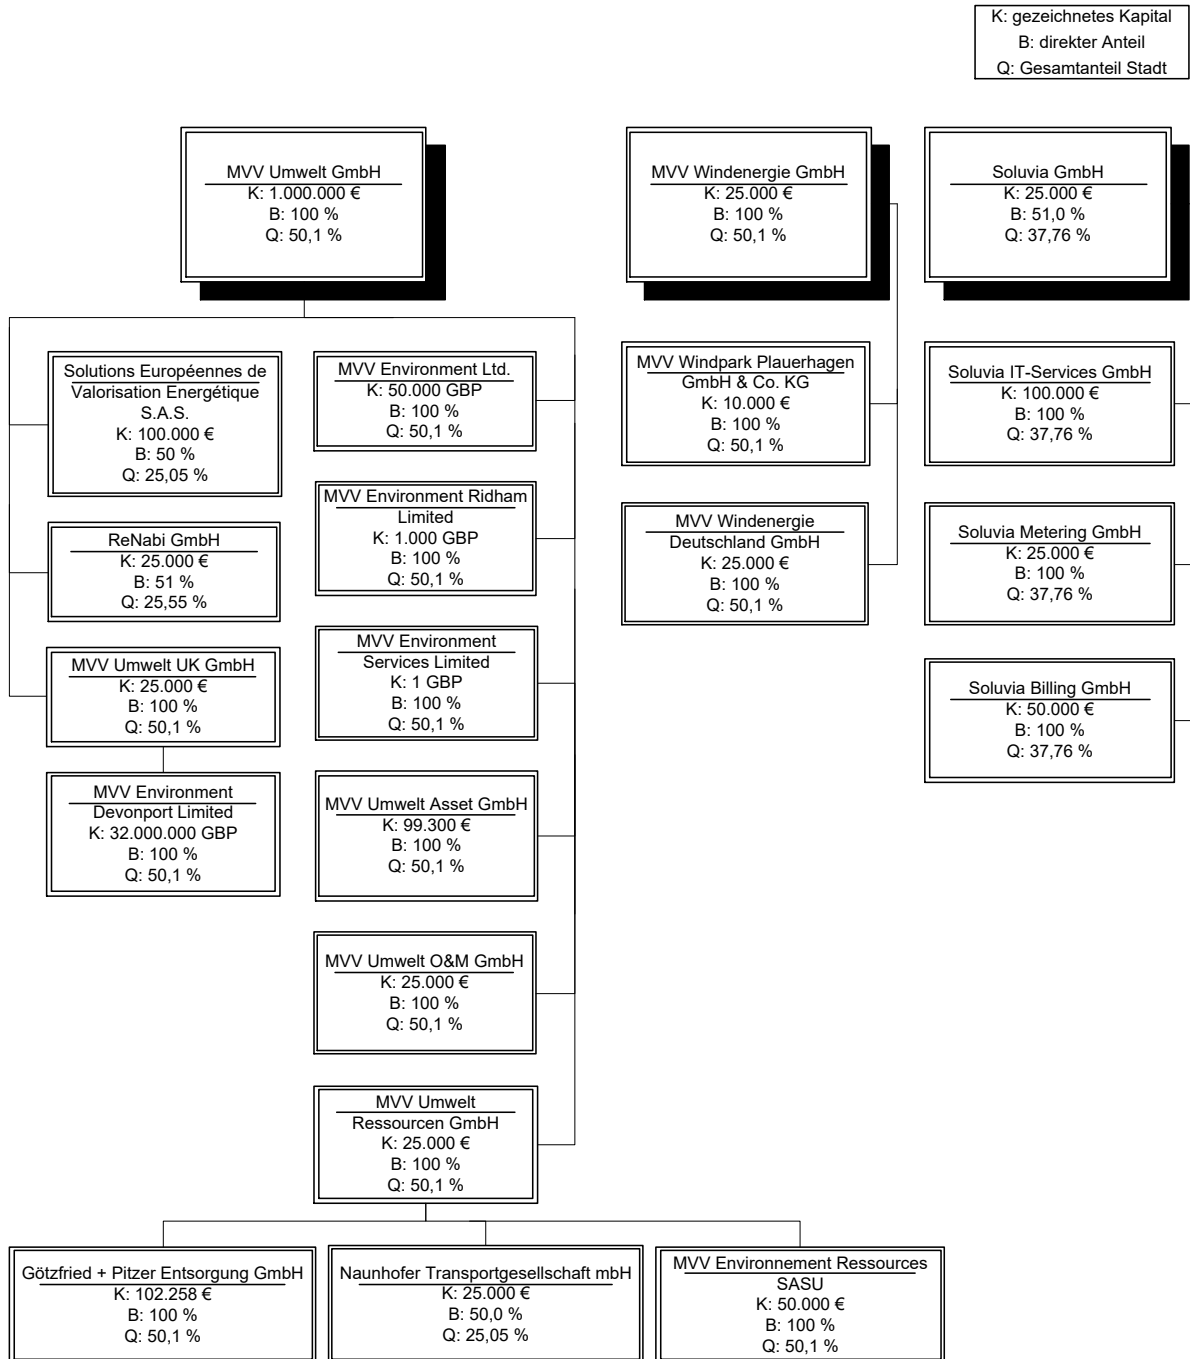 K: gezeichnetes Kapital
B: direkter Anteil
Q: Gesamtanteil Stadt
MVV Umwelt GmbH
K: 1.000.000 €
B: 100 %
Q: 50,1 %
MVV Windenergie GmbH
K: 25.000 €
B: 100 %
Q: 50,1 %
Soluvia GmbH
K: 25.000 €
B: 51,0 %
Q: 37,76 %
Solutions Européennes de
Valorisation Energétique
S.A.S.
K: 100.000 €
B: 50 %
Q: 25,05 %
MVV Environment Ltd.
K: 50.000 GBP
B: 100 %
Q: 50,1 %
MVV Windpark Plauerhagen
GmbH & Co. KG
K: 10.000 €
B: 100 %
Q: 50,1 %
Soluvia IT-Services GmbH
K: 100.000 €
B: 100 %
Q: 37,76 %
ReNabi GmbH
K: 25.000 €
B: 51 %
Q: 25,55 %
MVV Environment Ridham
Limited
K: 1.000 GBP
B: 100 %
Q: 50,1 %
MVV Windenergie
Deutschland GmbH
K: 25.000 €
B: 100 %
Q: 50,1 %
Soluvia Metering GmbH
K: 25.000 €
B: 100 %
Q: 37,76 %
MVV Umwelt UK GmbH
K: 25.000 €
B: 100 %
Q: 50,1 %
MVV Environment
Services Limited
K: 1 GBP
B: 100 %
Q: 50,1 %
Soluvia Billing GmbH
K: 50.000 €
B: 100 %
Q: 37,76 %
MVV Environment
Devonport Limited
K: 32.000.000 GBP
B: 100 %
Q: 50,1 %
MVV Umwelt Asset GmbH
K: 99.300 €
B: 100 %
Q: 50,1 %
MVV Umwelt O&M GmbH
K: 25.000 €
B: 100 %
Q: 50,1 %
MVV Umwelt
Ressourcen GmbH
K: 25.000 €
B: 100 %
Q: 50,1 %
Götzfried + Pitzer Entsorgung GmbH
K: 102.258 €
B: 100 %
Q: 50,1 %
Naunhofer Transportgesellschaft mbH
K: 25.000 €
B: 50,0 %
Q: 25,05 %
MVV Environnement Ressources
SASU
K: 50.000 €
B: 100 %
Q: 50,1 %